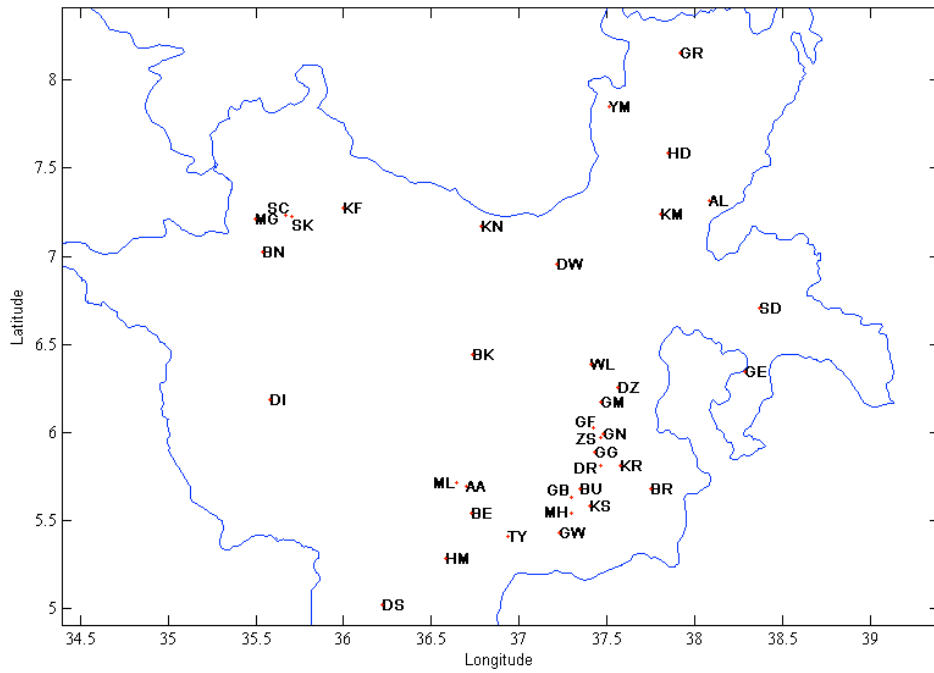 GR
8
YM
HD
7.5
AL
SC
KF
MG
KM
SK
KN
BN
7
DW
SD
6.5
BK
WL
GE
DZ
DI
GM
GF
GN
6
ZS
GG
DR
KR
ML
AA
GB
BU
BR
KS
BE
MH
5.5
TY
GW
HM
DS
5
Latitude
34.5 35 35.5 36 36.5 37 37.5 38 38.5 39
Longitude